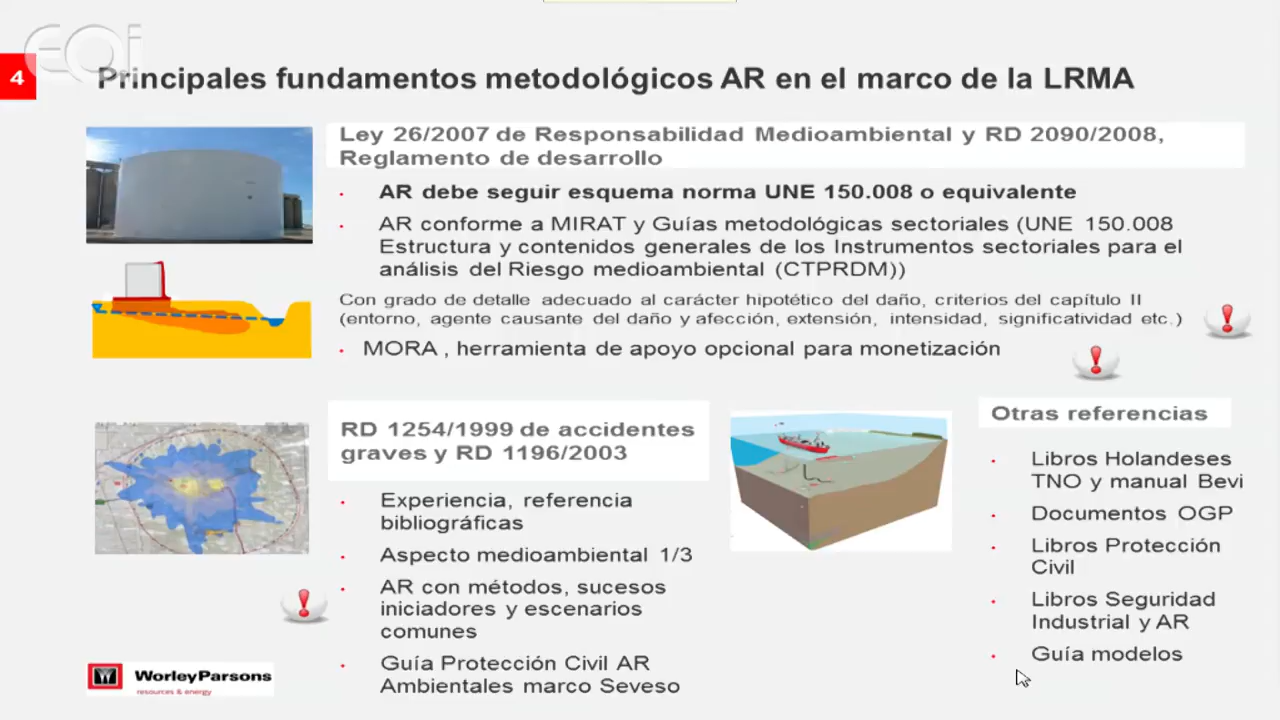 EOi
4
Principales fundamentos metodológicos AR en el marco de la LRMA
Ley 26/2007 de Responsabilidad Medioambiental y RD 2090/2008,
Reglamento de desarrollo
AR debe seguir esquema norma UNE 150.008 o equivalente
AR conforme a MIRAT y Guías metodológicas sectoriales (UNE 150.008
Estructura y contenidos generales de los Instrumentos sectoriales para el
análisis del Riesgo medioambiental (CTPRDM))
Con grado de detalle adecuado al carácter hipotético del daño, criterios del capítulo II
(entorno, agente causante del daño y afección, extensión, intensidad, significatividad etc.)
MORA , herramienta de apoyo opcional para monetización
RD 1254/1999 de accidentes
graves y RD 1196/2003
Experiencia, referencia
bibliográficas
Aspecto medioambiental 1/3
AR con métodos, sucesos
iniciadores y escenarios
comunes
Guía Protección Civil AR
Ambientales marco Seveso
Otras referencias
Libros Holandeses
TNO y manual Bevi
Documentos OGP
Libros Protección
Civil
Libros Seguridad
Industrial y AR
Guía modelos
WorleyParsons
resources & energy